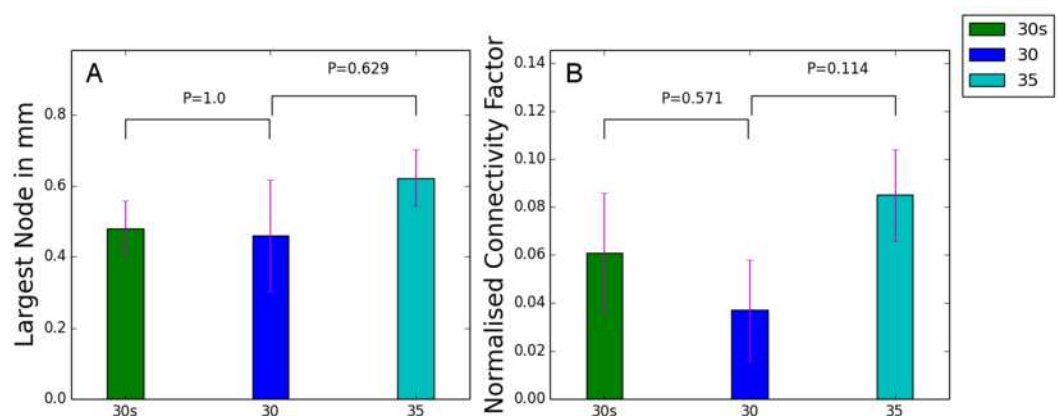 A
P=1.0
P=0.629
Largest Node in mm
0.8
0.6
0.4
0.2
0.0
30s
30
35
B
P=0.571
P=0.114
Normalised Connectivity Factor
0.14
0.12
0.10
0.08
0.06
0.04
0.02
0.00
30s
30
35
30s
30
35